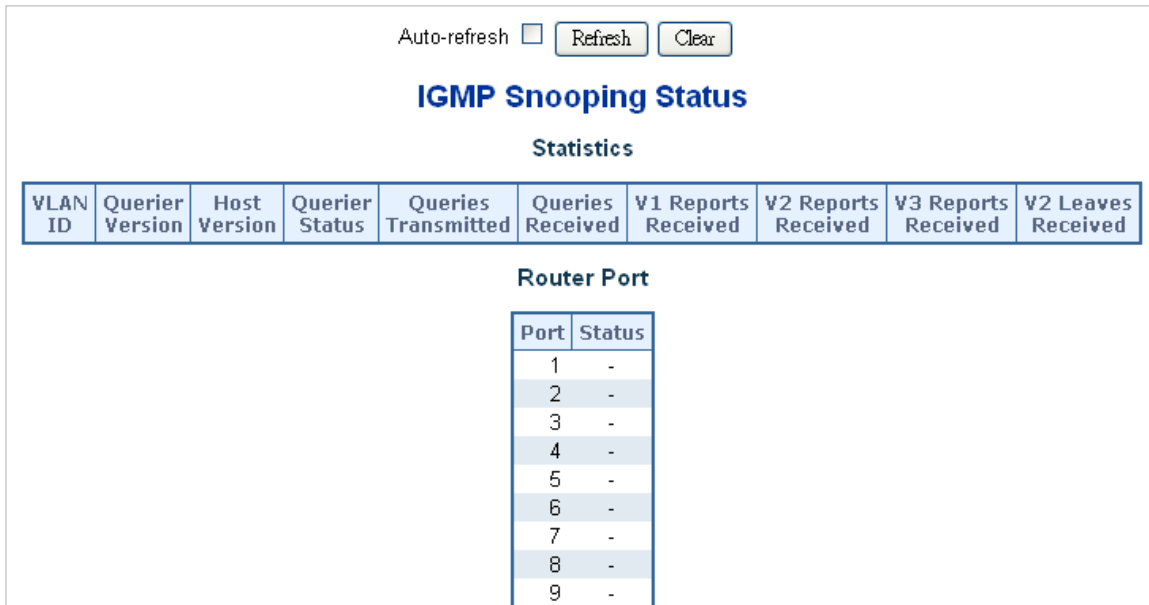 Auto-refresh Refresh Clear
IGMP Snooping Status
Statistics
VLAN ID Querier Version Host Version Querier Status Queries Transmitted Queries Received V1 Reports Received V2 Reports Received V3 Reports Received V2 Leaves Received
Router Port
Port Status
1 -
2 -
3 -
4 -
5 -
6 -
7 -
8 -
9 -